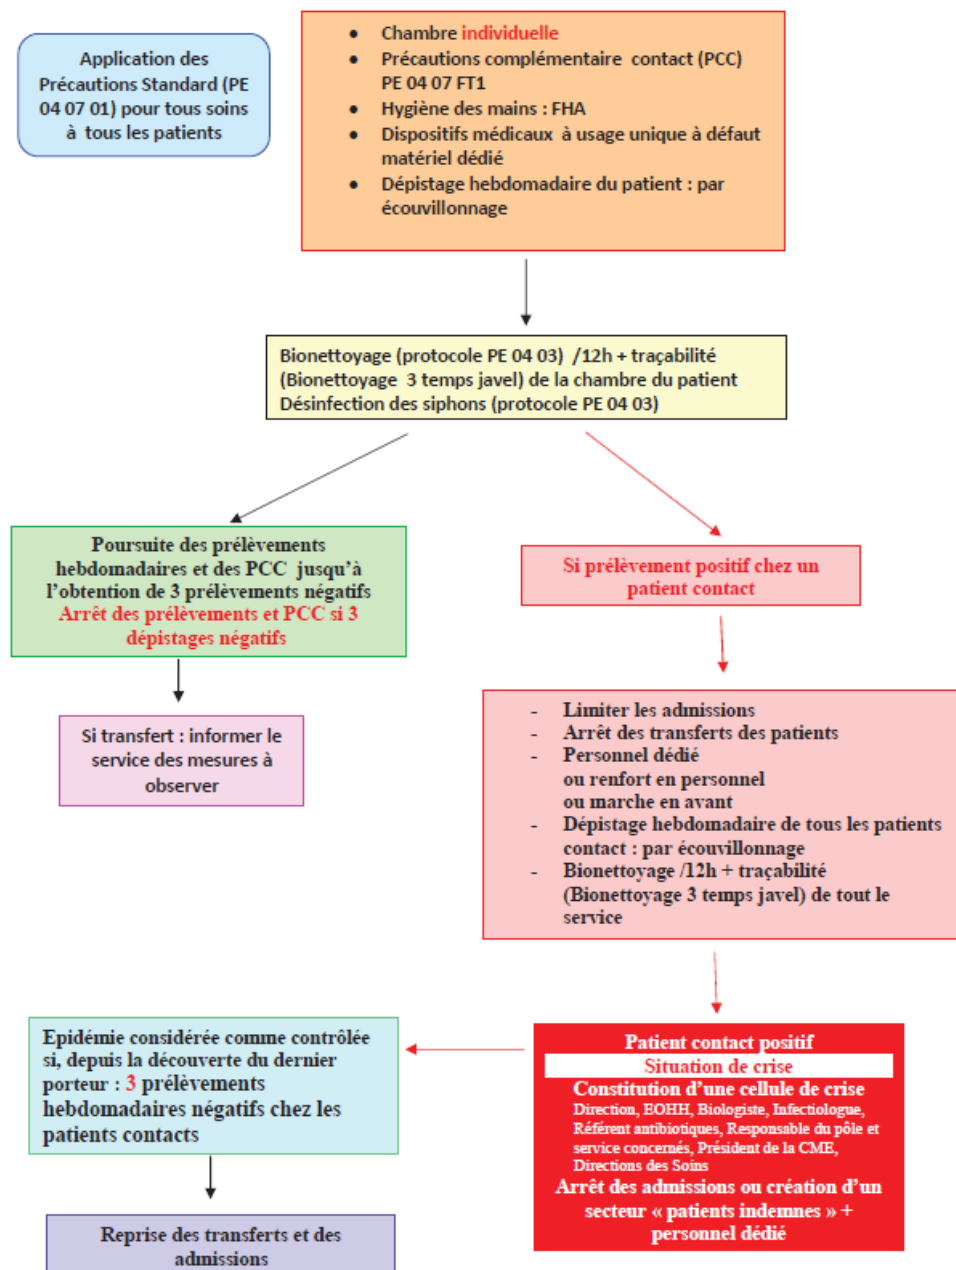 Application des
Précautions Standard (PE
04 07 01) pour tous soins
à tous les patients
• Chambre individuelle
• Précautions complémentaire contact (PCC)
PE 04 07 FT1
• Hygiène des mains : FHA
• Dispositifs médicaux à usage unique à défaut
matériel dédié
• Dépistage hebdomadaire du patient : par
écouvillonnage
Bionettoyage (protocole PE 04 03) /12h + traçabilité
(Bionettoyage 3 temps javel) de la chambre du patient
Désinfection des siphons (protocole PE 04 03)
Poursuite des prélèvements
hebdomadaires et des PCC jusqu'à
l'obtention de 3 prélèvements négatifs
Arrêt des prélèvements et PCC si 3
dépistages négatifs
Si transfert : informer le
service des mesures à
observer
Si prélèvement positif chez un
patient contact
- Limiter les admissions
- Arrêt des transferts des patients
- Personnel dédié
ou renfort en personnel
ou marche en avant
- Dépistage hebdomadaire de tous les patients
contact : par écouvillonnage
- Bionettoyage /12h + traçabilité
(Bionettoyage 3 temps javel) de tout le
service
Patient contact positif
Situation de crise
Constitution d'une cellule de crise
Direction, EOHH, Biologiste, Infectiologue,
Référent antibiotiques, Responsable du pôle et
service concernés, Président de la CME,
Directions des Soins
Arrêt des admissions ou création d'un
secteur « patients indemnes » +
personnel dédié
Epidémie considérée comme contrôlée
si, depuis la découverte du dernier
porteur : 3 prélèvements
hebdomadaires négatifs chez les
patients contacts
Reprise des transferts et des
admissions